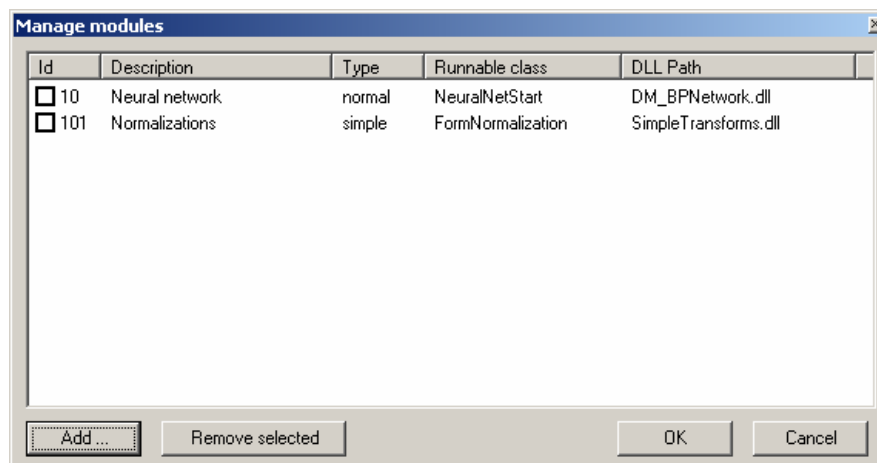 Manage modules
Id Description Type Runnable class DLL Path
10 Neural network normal NeuralNetStart DM_BPNetwork.dll
101 Normalizations simple FormNormalization SimpleTransforms.dll
Add ... Remove selected OK Cancel